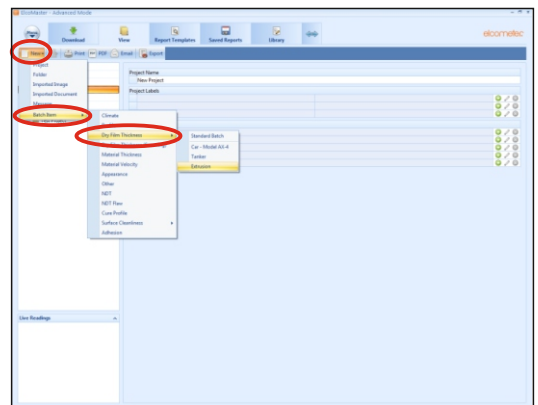 ElcoMaster - Advanced Mode
Download
View
Report Templates
Saved Reports
Library
elcometer
New
Print
PDF
Email
Export
Project
Folder
Imported Image
Imported Document
Batch Item
Project Name
New Project
Project Labels
Climate
Dry Film Thickness
Material Thickness
Material Velocity
Appearance
Other
NDT
NDT Flaw
Cure Profile
Surface Cleanliness
Adhesion
Standard Batch
Car - Model AX-4
Tanker
Extrusion
Live Readings